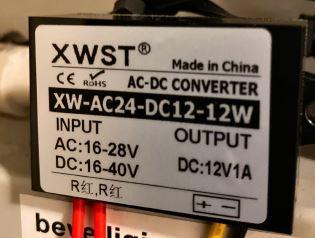 XWST®
Made in China
CE RoHS AC-DC CONVERTER
XW-AC24-DC12-12W
INPUT OUTPUT
AC:16-28V
DC:16-40V DC:12V1A
R红,R红